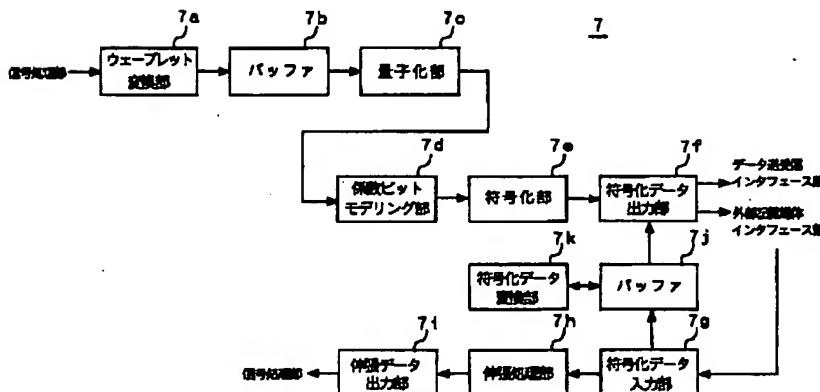 7
7a
7b
7c
信号処理部
ウェーブレット
変換部
バッファ
量子化部
7d
7e
7f
係数ビット
モデリング部
符号化部
符号化データ
出力部
データ送受信
インタフェース部
外部記憶媒体
インタフェース部
7k
7j
符号化データ
変換部
バッファ
7i
7h
7g
信号処理部
伸張データ
出力部
伸張処理部
符号化データ
入力部